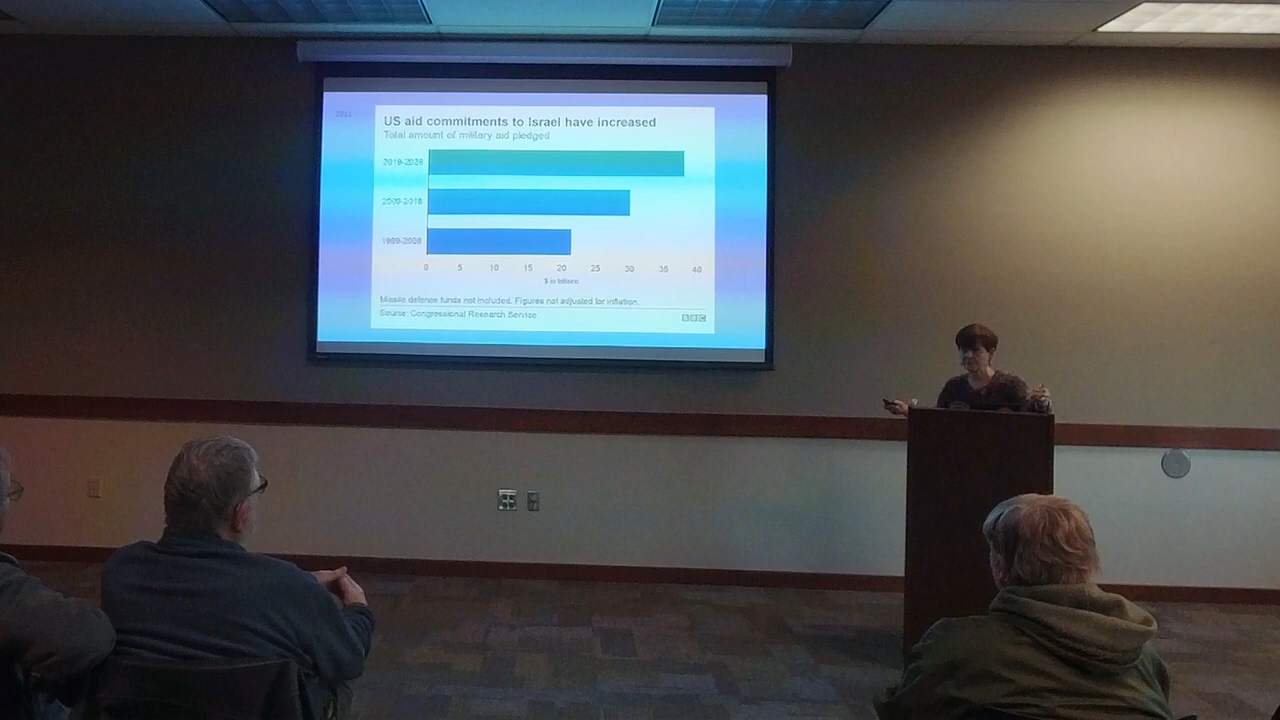 2021
US aid commitments to Israel have increased
Total amount of military aid pledged
2019-2028
2009-2018
1999-2008
0 5 10 15 20 25 30 35 40
$ in billions
Missile defence funds not included. Figures not adjusted for inflation.
Source: Congressional Research Service
BBC